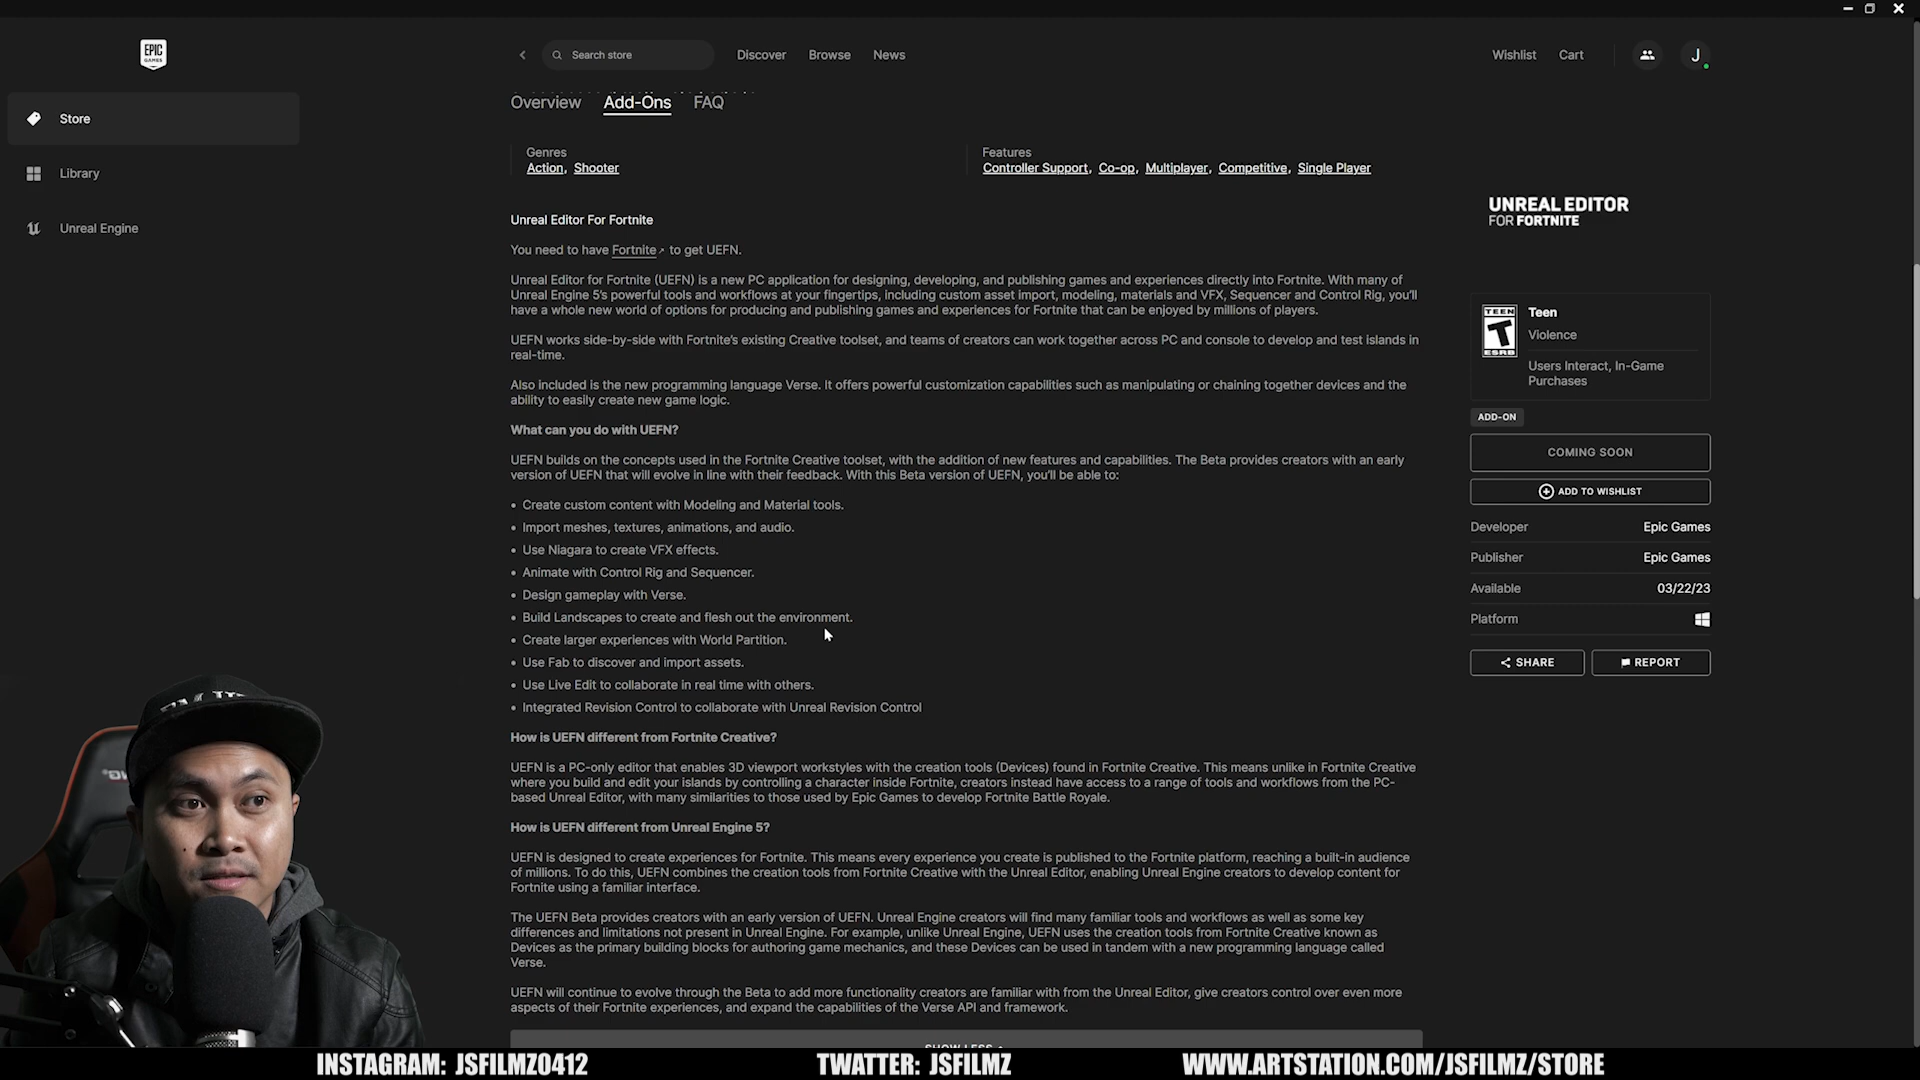 EPIC
GAMES
Search store
Discover
Browse
News
Wishlist
Cart
J
Store
Library
Unreal Engine
Overview
Add-Ons
FAQ
Genres
Action, Shooter
Features
Controller Support, Co-op, Multiplayer, Competitive, Single Player
Unreal Editor For Fortnite
You need to have Fortnite to get UEFN.
Unreal Editor for Fortnite (UEFN) is a new PC application for designing, developing, and publishing games and experiences directly into Fortnite. With many of
Unreal Engine 5's powerful tools and workflows at your fingertips, including custom asset import, modeling, materials and VFX, Sequencer and Control Rig, you'll
have a whole new world of options for producing and publishing games and experiences for Fortnite that can be enjoyed by millions of players.
UEFN works side-by-side with Fortnite's existing Creative toolset, and teams of creators can work together across PC and console to develop and test islands in
real-time.
Also included is the new programming language Verse. It offers powerful customization capabilities such as manipulating or chaining together devices and the
ability to easily create new game logic.
What can you do with UEFN?
UEFN builds on the concepts used in the Fortnite Creative toolset, with the addition of new features and capabilities. The Beta provides creators with an early
version of UEFN that will evolve in line with their feedback. With this Beta version of UEFN, you'll be able to:
• Create custom content with Modeling and Material tools.
• Import meshes, textures, animations, and audio.
• Use Niagara to create VFX effects.
• Animate with Control Rig and Sequencer.
• Design gameplay with Verse.
• Build Landscapes to create and flesh out the environment.
• Create larger experiences with World Partition.
• Use Fab to discover and import assets.
• Use Live Edit to collaborate in real time with others.
• Integrated Revision Control to collaborate with Unreal Revision Control
How is UEFN different from Fortnite Creative?
UEFN is a PC-only editor that enables 3D viewport workstyles with the creation tools (Devices) found in Fortnite Creative. This means unlike in Fortnite Creative
where you build and edit your islands by controlling a character inside Fortnite, creators instead have access to a range of tools and workflows from the PC-
based Unreal Editor, with many similarities to those used by Epic Games to develop Fortnite Battle Royale.
How is UEFN different from Unreal Engine 5?
UEFN is designed to create experiences for Fortnite. This means every experience you create is published to the Fortnite platform, reaching a built-in audience
of millions. To do this, UEFN combines the creation tools from Fortnite Creative with the Unreal Editor, enabling Unreal Engine creators to develop content for
Fortnite using a familiar interface.
The UEFN Beta provides creators with an early version of UEFN. Unreal Engine creators will find many familiar tools and workflows as well as some key
differences and limitations not present in Unreal Engine. For example, unlike Unreal Engine, UEFN uses the creation tools from Fortnite Creative known as
Devices as the primary building blocks for authoring game mechanics, and these Devices can be used in tandem with a new programming language called
Verse.
UEFN will continue to evolve through the Beta to add more functionality creators are familiar with from the Unreal Editor, give creators control over even more
aspects of their Fortnite experiences, and expand the capabilities of the Verse API and framework.
SHOW LESS
UNREAL EDITOR
FOR FORTNITE
TEEN
T
ESRB
Teen
Violence
Users Interact, In-Game
Purchases
ADD-ON
COMING SOON
ADD TO WISHLIST
Developer Epic Games
Publisher Epic Games
Available 03/22/23
Platform
SHARE
REPORT
INSTAGRAM: JSFILMZ0412
TWATTER: JSFILMZ
WWW.ARTSTATION.COM/JSFILMZ/STORE